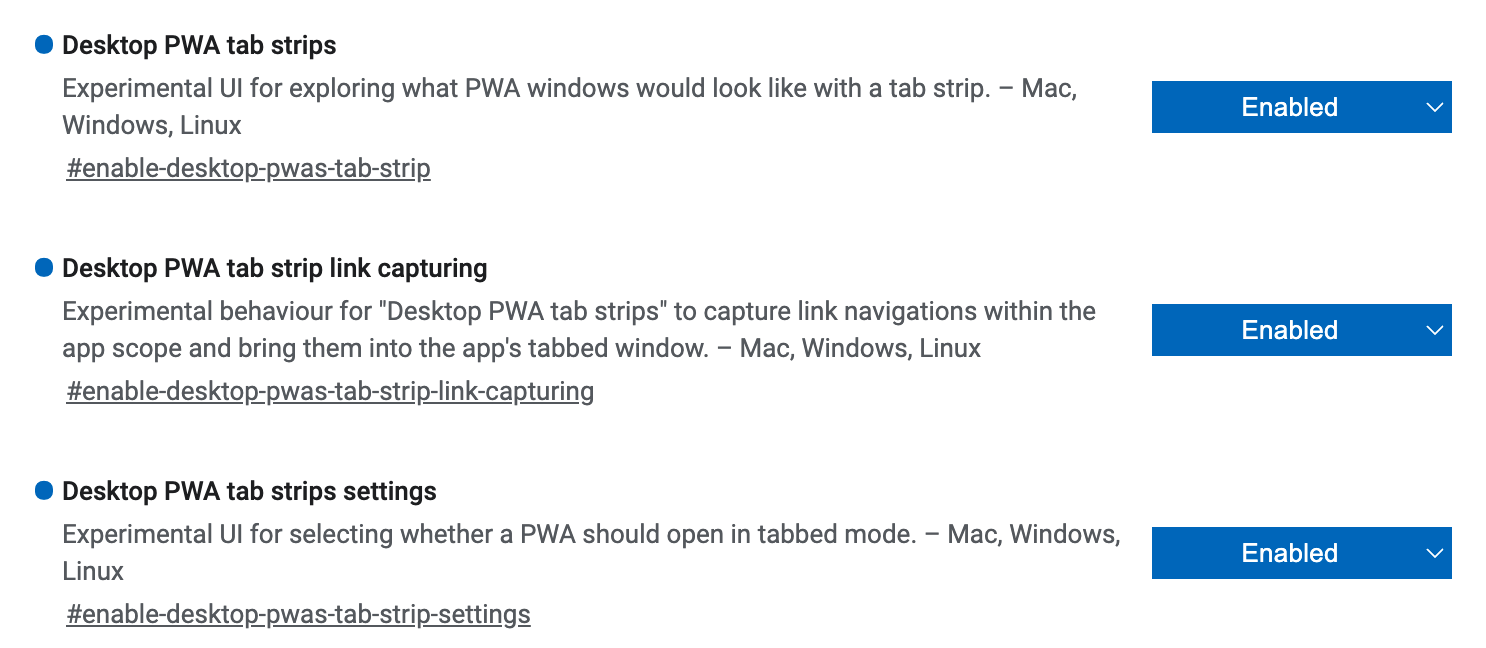 Desktop PWA tab strips
Experimental UI for exploring what PWA windows would look like with a tab strip. – Mac,
Windows, Linux
#enable-desktop-pwas-tab-strip
Enabled
Desktop PWA tab strip link capturing
Experimental behaviour for "Desktop PWA tab strips" to capture link navigations within the
app scope and bring them into the app's tabbed window. – Mac, Windows, Linux
#enable-desktop-pwas-tab-strip-link-capturing
Enabled
Desktop PWA tab strips settings
Experimental UI for selecting whether a PWA should open in tabbed mode. – Mac, Windows,
Linux
#enable-desktop-pwas-tab-strip-settings
Enabled